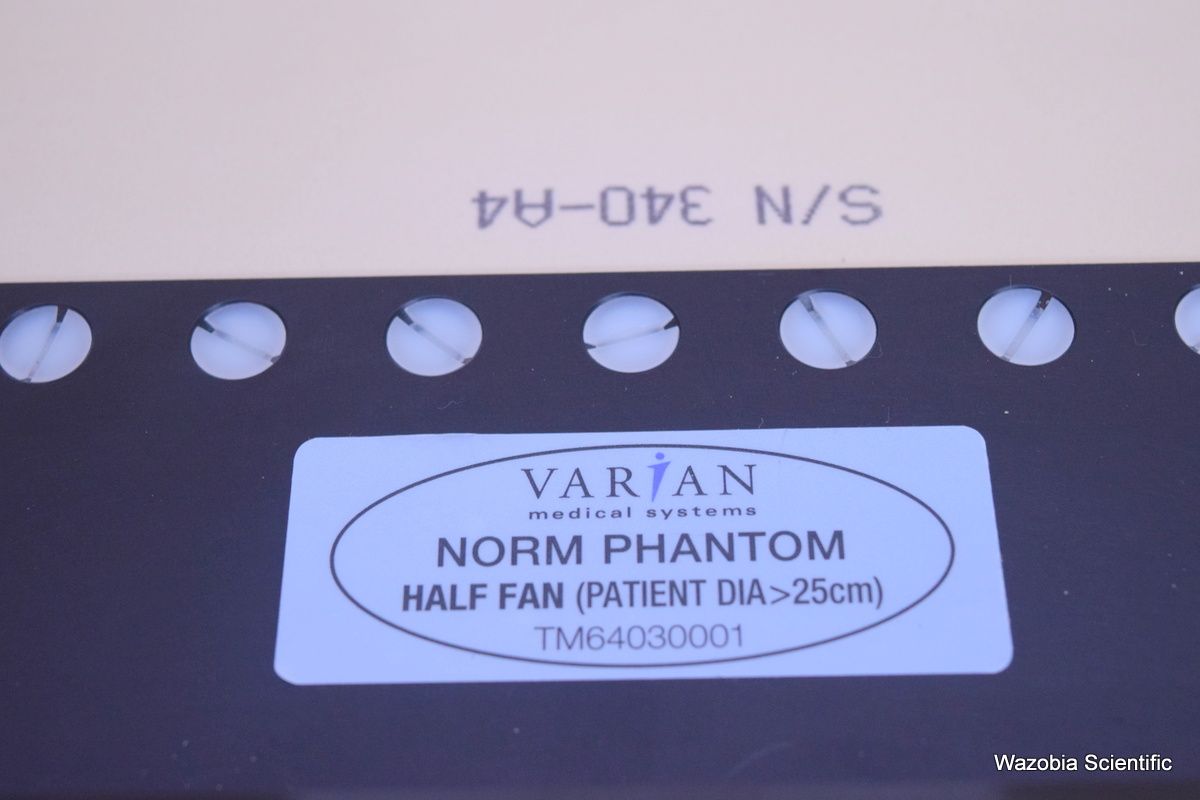 S/N 340-A4
VARIAN
medical systems
NORM PHANTOM
HALF FAN (PATIENT DIA>25cm)
TM64030001
Wazobia Scientific